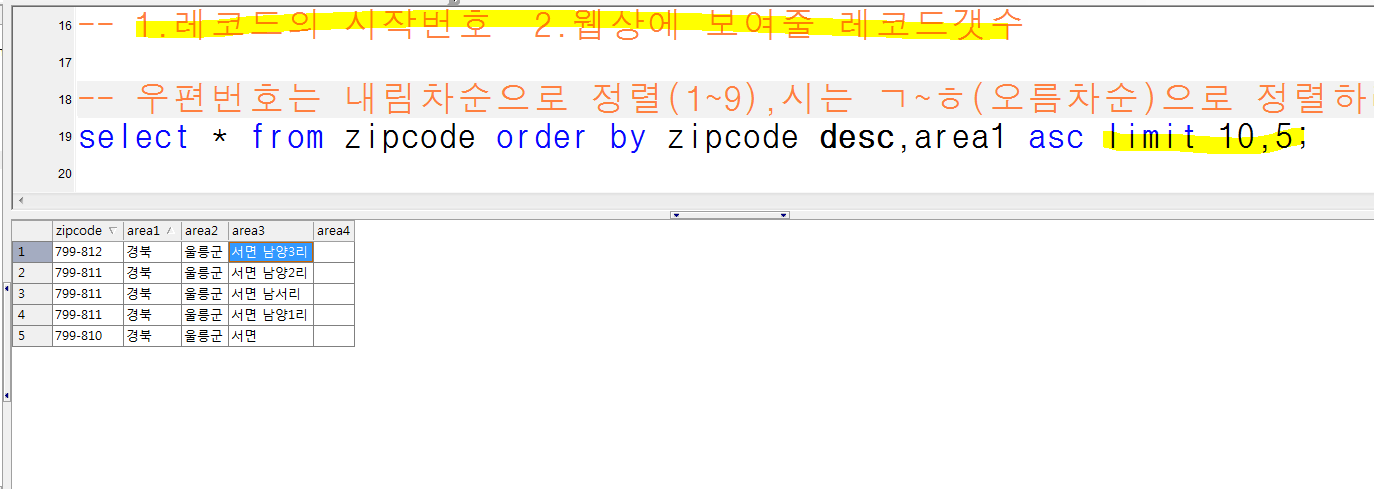 16 -- 1.레코드의 시작번호 2.웹상에 보여줄 레코드갯수
17
18 -- 우편번호는 내림차순으로 정렬(1~9),시는 ㄱ~ㅎ(오름차순)으로 정렬하
19 select * from zipcode order by zipcode desc,area1 asc limit 10,5;
20
zipcode area1 area2 area3 area4
1 799-812 경북 울릉군 서면 남양3리
2 799-811 경북 울릉군 서면 남양2리
3 799-811 경북 울릉군 서면 남서리
4 799-811 경북 울릉군 서면 남양1리
5 799-810 경북 울릉군 서면